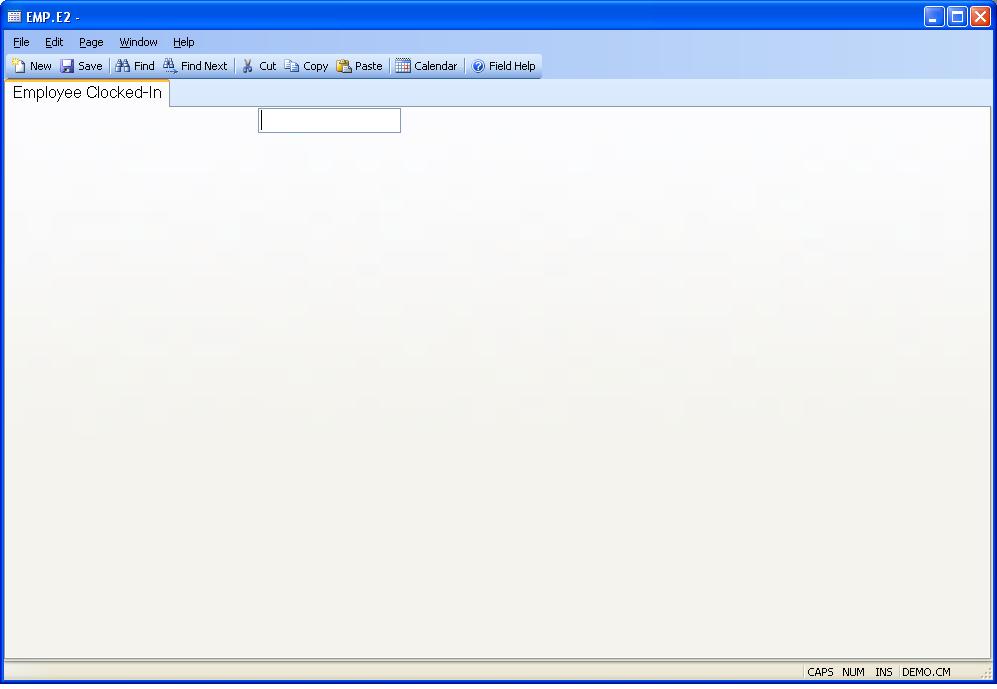 EMP.E2 -
File Edit Page Window Help
New Save Find Find Next Cut Copy Paste Calendar Field Help
Employee Clocked-In
CAPS NUM INS DEMO.CM